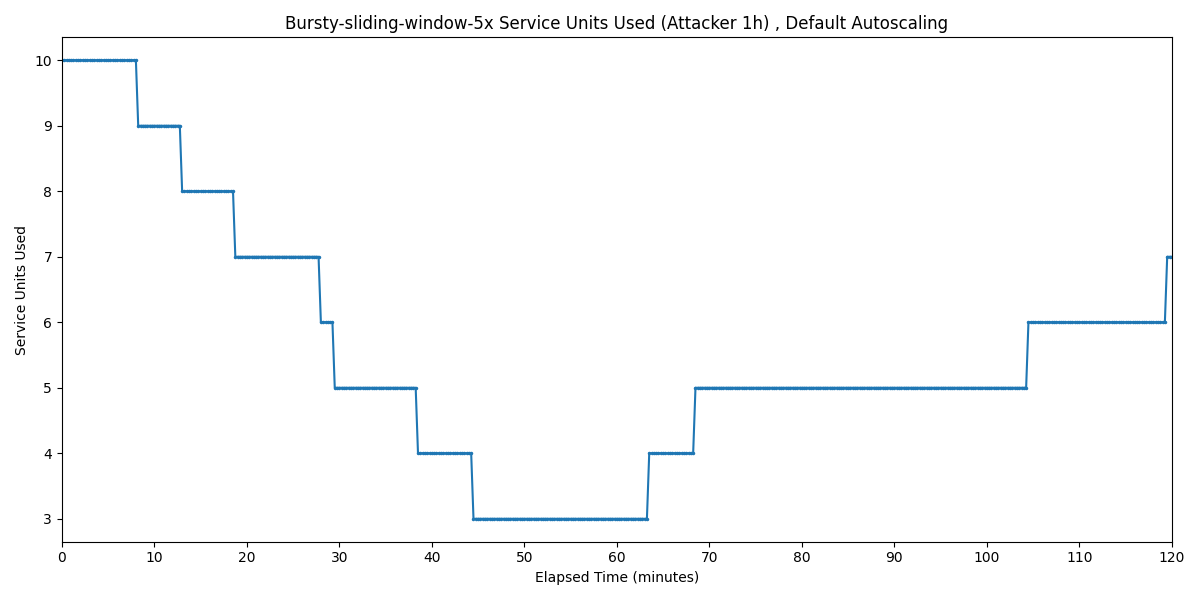 Bursty-sliding-window-5x Service Units Used (Attacker 1h) , Default Autoscaling
Service Units Used
10
9
8
7
6
5
4
3
0 10 20 30 40 50 60 70 80 90 100 110 120
Elapsed Time (minutes)